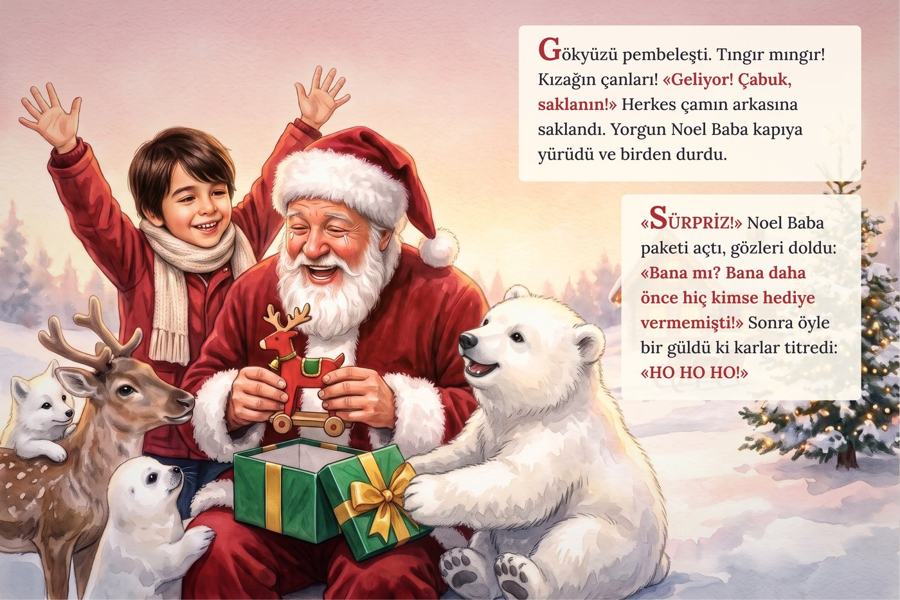 Gökyüzü pembeleşti. Tıngır mıngır!
Kızağın çanları! «Geliyor! Çabuk,
saklanın!» Herkes çamın arkasına
saklandı. Yorgun Noel Baba kapıya
yürüdü ve birden durdu.
«SÜRPRİZ!» Noel Baba
paketi açtı, gözleri doldu:
«Bana mı? Bana daha
önce hiç kimse hediye
vermemişti!» Sonra öyle
bir güldü ki karlar titredi:
«HO HO HO!»